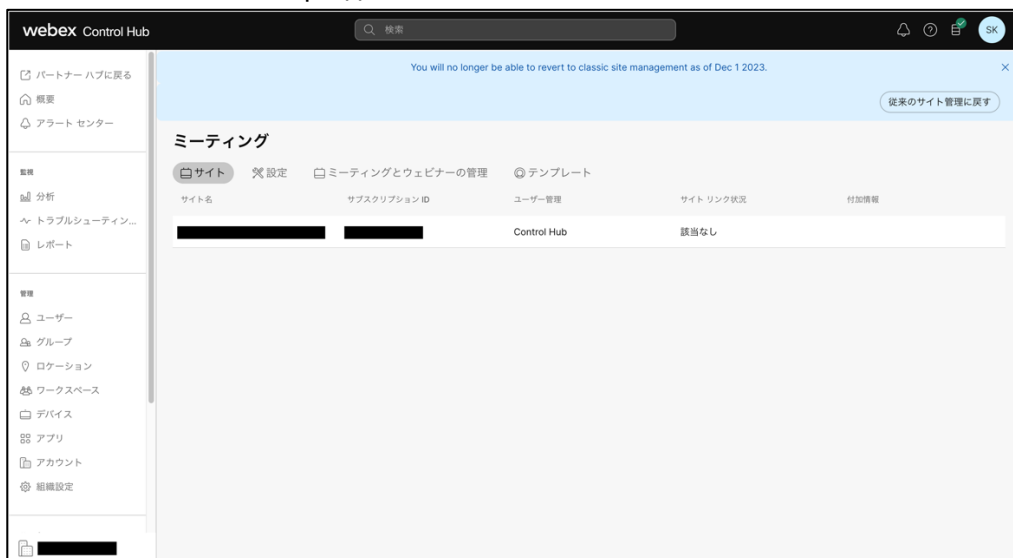 webex Control Hub
検索
SK
You will no longer be able to revert to classic site management as of Dec 1 2023.
従来のサイト管理に戻す
パートナー ハブに戻る
概要
アラート センター
監視
分析
トラブルシューティン...
レポート
管理
ユーザー
グループ
ロケーション
ワークスペース
デバイス
アプリ
アカウント
組織設定
ミーティング
サイト 設定 ミーティングとウェビナーの管理 テンプレート
サイト名 サブスクリプション ID ユーザー管理 サイト リンク状況 付加情報
Control Hub 該当なし